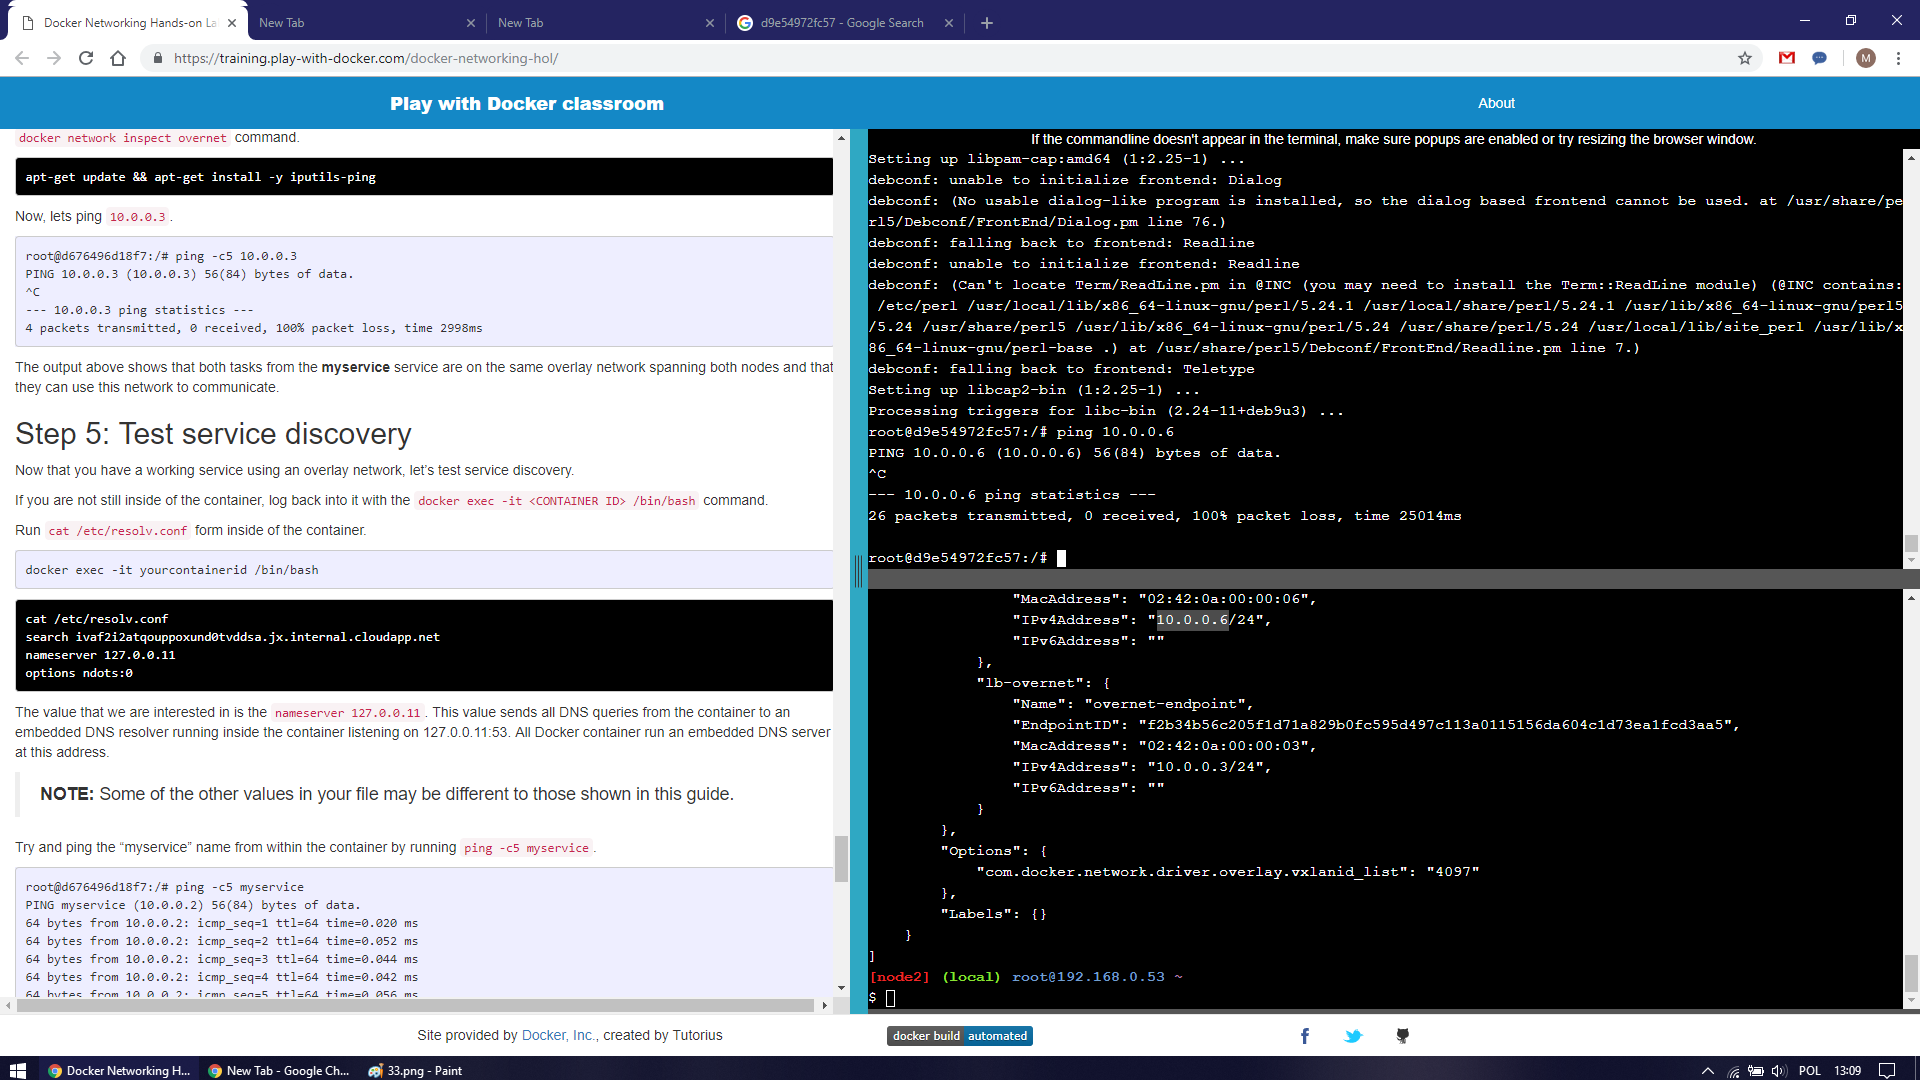 Docker Networking Hands-on La
New Tab
New Tab
d9e54972fc57 - Google Search
https://training.play-with-docker.com/docker-networking-hol/
M
Play with Docker classroom
About
docker network inspect overnet command.
apt-get update && apt-get install -y iputils-ping
Now, lets ping 10.0.0.3.
root@d676496d18f7:/# ping -c5 10.0.0.3
PING 10.0.0.3 (10.0.0.3) 56(84) bytes of data.
^C
--- 10.0.0.3 ping statistics ---
4 packets transmitted, 0 received, 100% packet loss, time 2998ms
The output above shows that both tasks from the myservice service are on the same overlay network spanning both nodes and that
they can use this network to communicate.
Step 5: Test service discovery
Now that you have a working service using an overlay network, let's test service discovery.
If you are not still inside of the container, log back into it with the docker exec -it <CONTAINER ID> /bin/bash command.
Run cat /etc/resolv.conf form inside of the container.
docker exec -it yourcontainerid /bin/bash
cat /etc/resolv.conf
search ivaf2i2atqouppoxund0tvddsa.jx.internal.cloudapp.net
nameserver 127.0.0.11
options ndots:0
The value that we are interested in is the nameserver 127.0.0.11. This value sends all DNS queries from the container to an
embedded DNS resolver running inside the container listening on 127.0.0.11:53. All Docker container run an embedded DNS server
at this address.
NOTE: Some of the other values in your file may be different to those shown in this guide.
Try and ping the “myservice” name from within the container by running ping -c5 myservice.
root@d676496d18f7:/# ping -c5 myservice
PING myservice (10.0.0.2) 56(84) bytes of data.
64 bytes from 10.0.0.2: icmp_seq=1 ttl=64 time=0.020 ms
64 bytes from 10.0.0.2: icmp_seq=2 ttl=64 time=0.052 ms
64 bytes from 10.0.0.2: icmp_seq=3 ttl=64 time=0.044 ms
64 bytes from 10.0.0.2: icmp_seq=4 ttl=64 time=0.042 ms
64 bytes from 10.0.0.2: icmp_seq=5 ttl=64 time=0.056 ms
If the commandline doesn't appear in the terminal, make sure popups are enabled or try resizing the browser window.
Setting up libpam-cap:amd64 (1:2.25-1) ...
debconf: unable to initialize frontend: Dialog
debconf: (No usable dialog-like program is installed, so the dialog based frontend cannot be used. at /usr/share/pe
rl5/Debconf/FrontEnd/Dialog.pm line 76.)
debconf: falling back to frontend: Readline
debconf: unable to initialize frontend: Readline
debconf: (Can't locate Term/ReadLine.pm in @INC (you may need to install the Term::ReadLine module) (@INC contains:
/etc/perl /usr/local/lib/x86_64-linux-gnu/perl/5.24.1 /usr/local/share/perl/5.24.1 /usr/lib/x86_64-linux-gnu/perl5
/5.24 /usr/share/perl5 /usr/lib/x86_64-linux-gnu/perl/5.24 /usr/share/perl/5.24 /usr/local/lib/site_perl /usr/lib/x
86_64-linux-gnu/perl-base .) at /usr/share/perl5/Debconf/FrontEnd/Readline.pm line 7.)
debconf: falling back to frontend: Teletype
Setting up libcap2-bin (1:2.25-1) ...
Processing triggers for libc-bin (2.24-11+deb9u3) ...
root@d9e54972fc57:/# ping 10.0.0.6
PING 10.0.0.6 (10.0.0.6) 56(84) bytes of data.
^C
--- 10.0.0.6 ping statistics ---
26 packets transmitted, 0 received, 100% packet loss, time 25014ms
root@d9e54972fc57:/#
"MacAddress": "02:42:0a:00:00:06",
"IPv4Address": "10.0.0.6/24",
"IPv6Address": ""
},
"lb-overnet": {
"Name": "overnet-endpoint",
"EndpointID": "f2b34b56c205f1d71a829b0fc595d497c113a0115156da604c1d73ea1fcd3aa5",
"MacAddress": "02:42:0a:00:00:03",
"IPv4Address": "10.0.0.3/24",
"IPv6Address": ""
}
},
"Options": {
"com.docker.network.driver.overlay.vxlanid_list": "4097"
},
"Labels": {}
}
]
[node2] (local) root@192.168.0.53 ~
$
Site provided by Docker, Inc., created by Tutorius
docker build automated
Docker Networking H...
New Tab - Google Ch...
33.png - Paint
POL
13:09